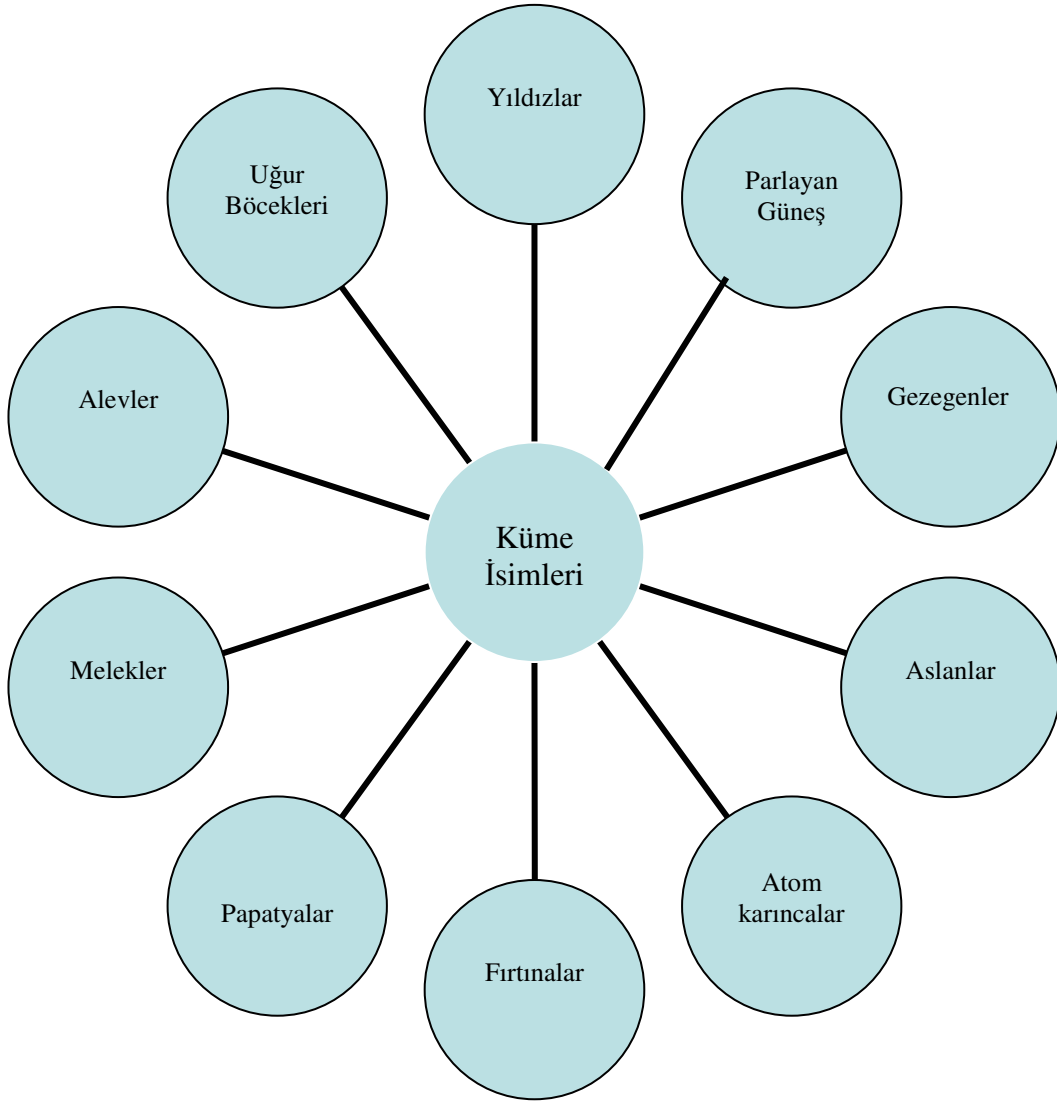 Yıldızlar
Uğur
Böcekleri
Parlayan
Güneş
Alevler
Gezegenler
Küme
İsimleri
Melekler
Aslanlar
Papatyalar
Atom
karıncalar
Fırtınalar